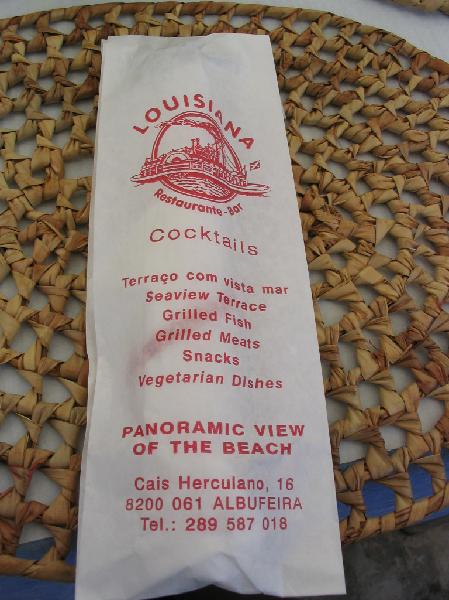 LOUISIANA
Restaurante-Bar
Cocktails
Terraço com vista mar
Seaview Terrace
Grilled Fish
Grilled Meats
Snacks
Vegetarian Dishes
PANORAMIC VIEW
OF THE BEACH
Cais Herculano, 16
8200 061 ALBUFEIRA
Tel.: 289 587 018